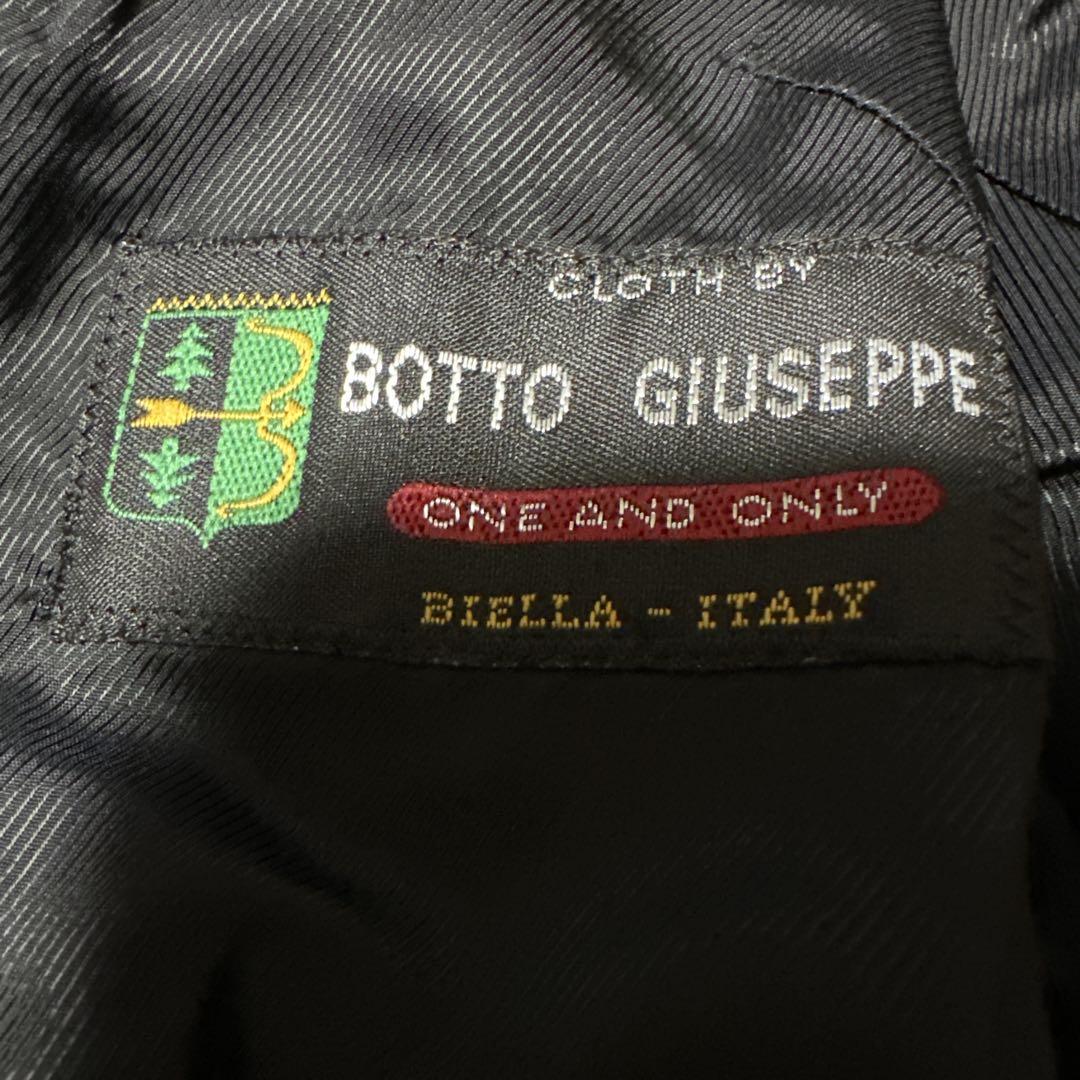 CLOTH BY
BOTTO GIUSEPPE
ONE AND ONLY
BIELLA - ITALY